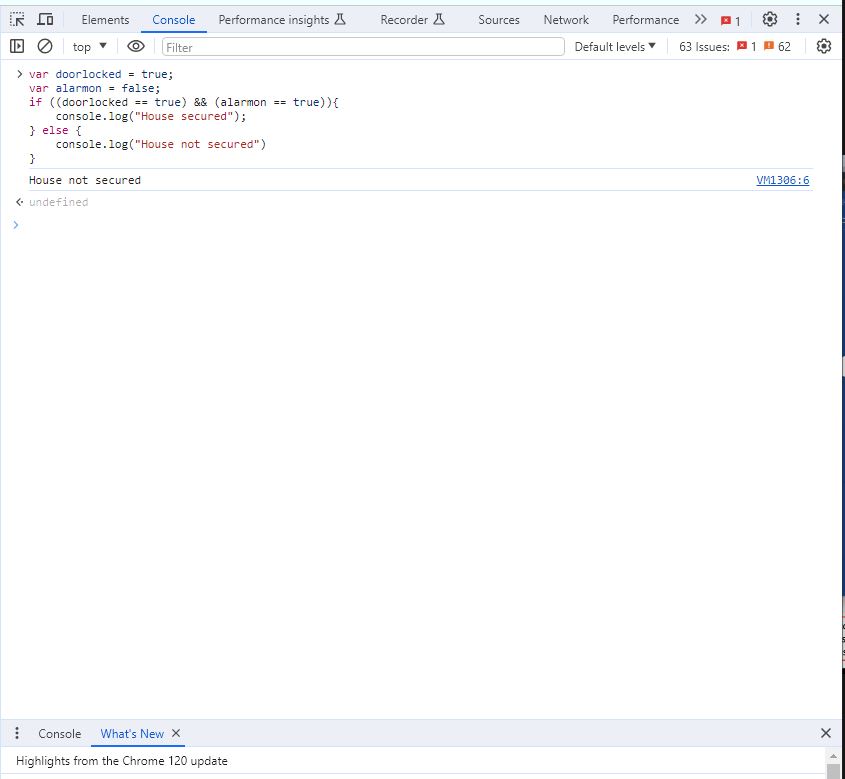 Elements Console Performance insights Recorder Sources Network Performance 1
top Filter Default levels 63 Issues: 1 62
var doorlocked = true;
var alarmon = false;
if ((doorlocked == true) && (alarmon == true)){
    console.log("House secured");
} else {
    console.log("House not secured")
}
House not secured VM1306:6
undefined
Console What's New
Highlights from the Chrome 120 update